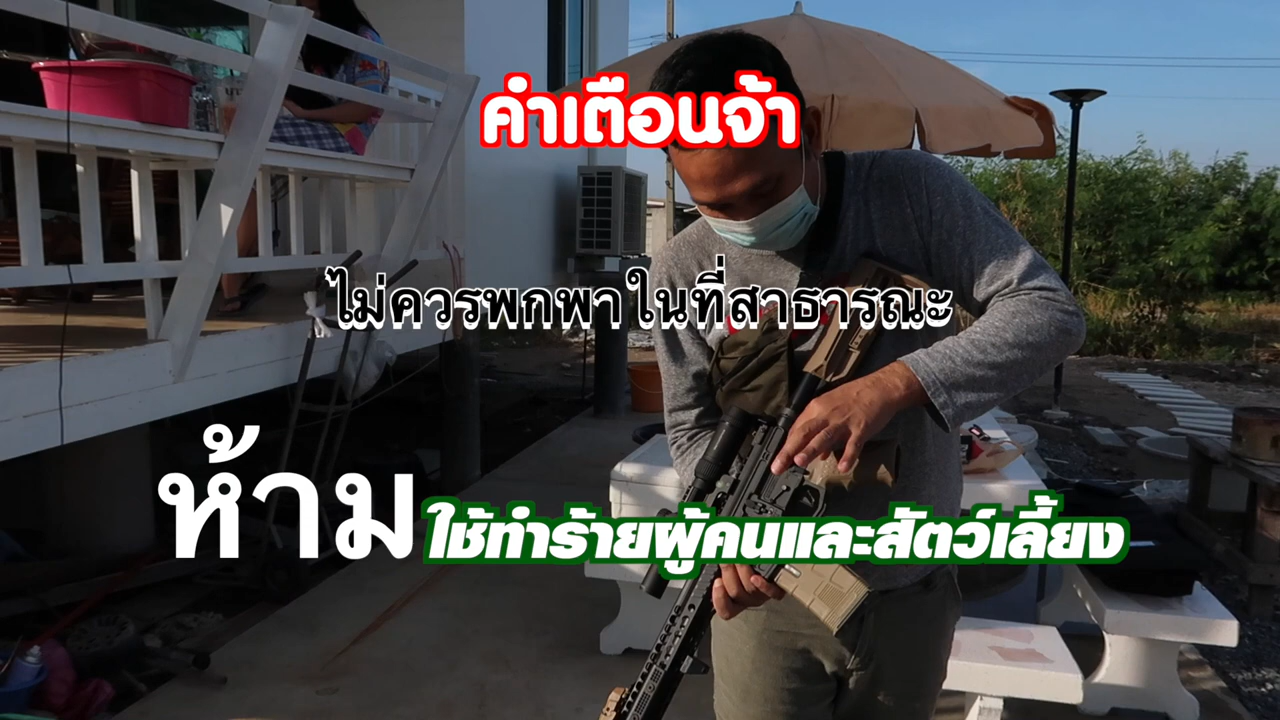 คำเตือนจ้า
ไม่ควรพกพาในที่สาธารณะ
ห้าม ใช้ทำร้ายผู้คนและสัตว์เลี้ยง